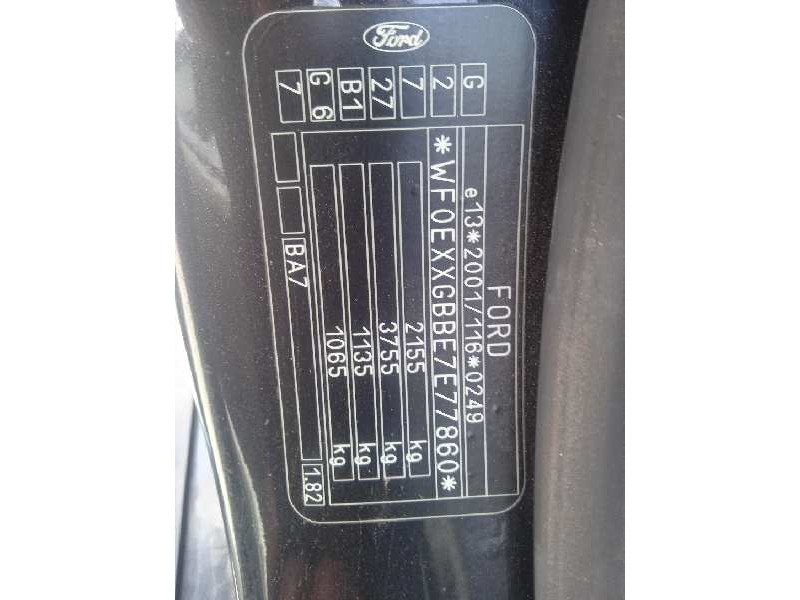 Ford
FORD
e13*2001/116*0249
*WF0EXXGBBE7E77860*
2155 kg
3755 kg
1135 kg
1065 kg
1.82
BA7
G
2
7
27
B1
G 6
7